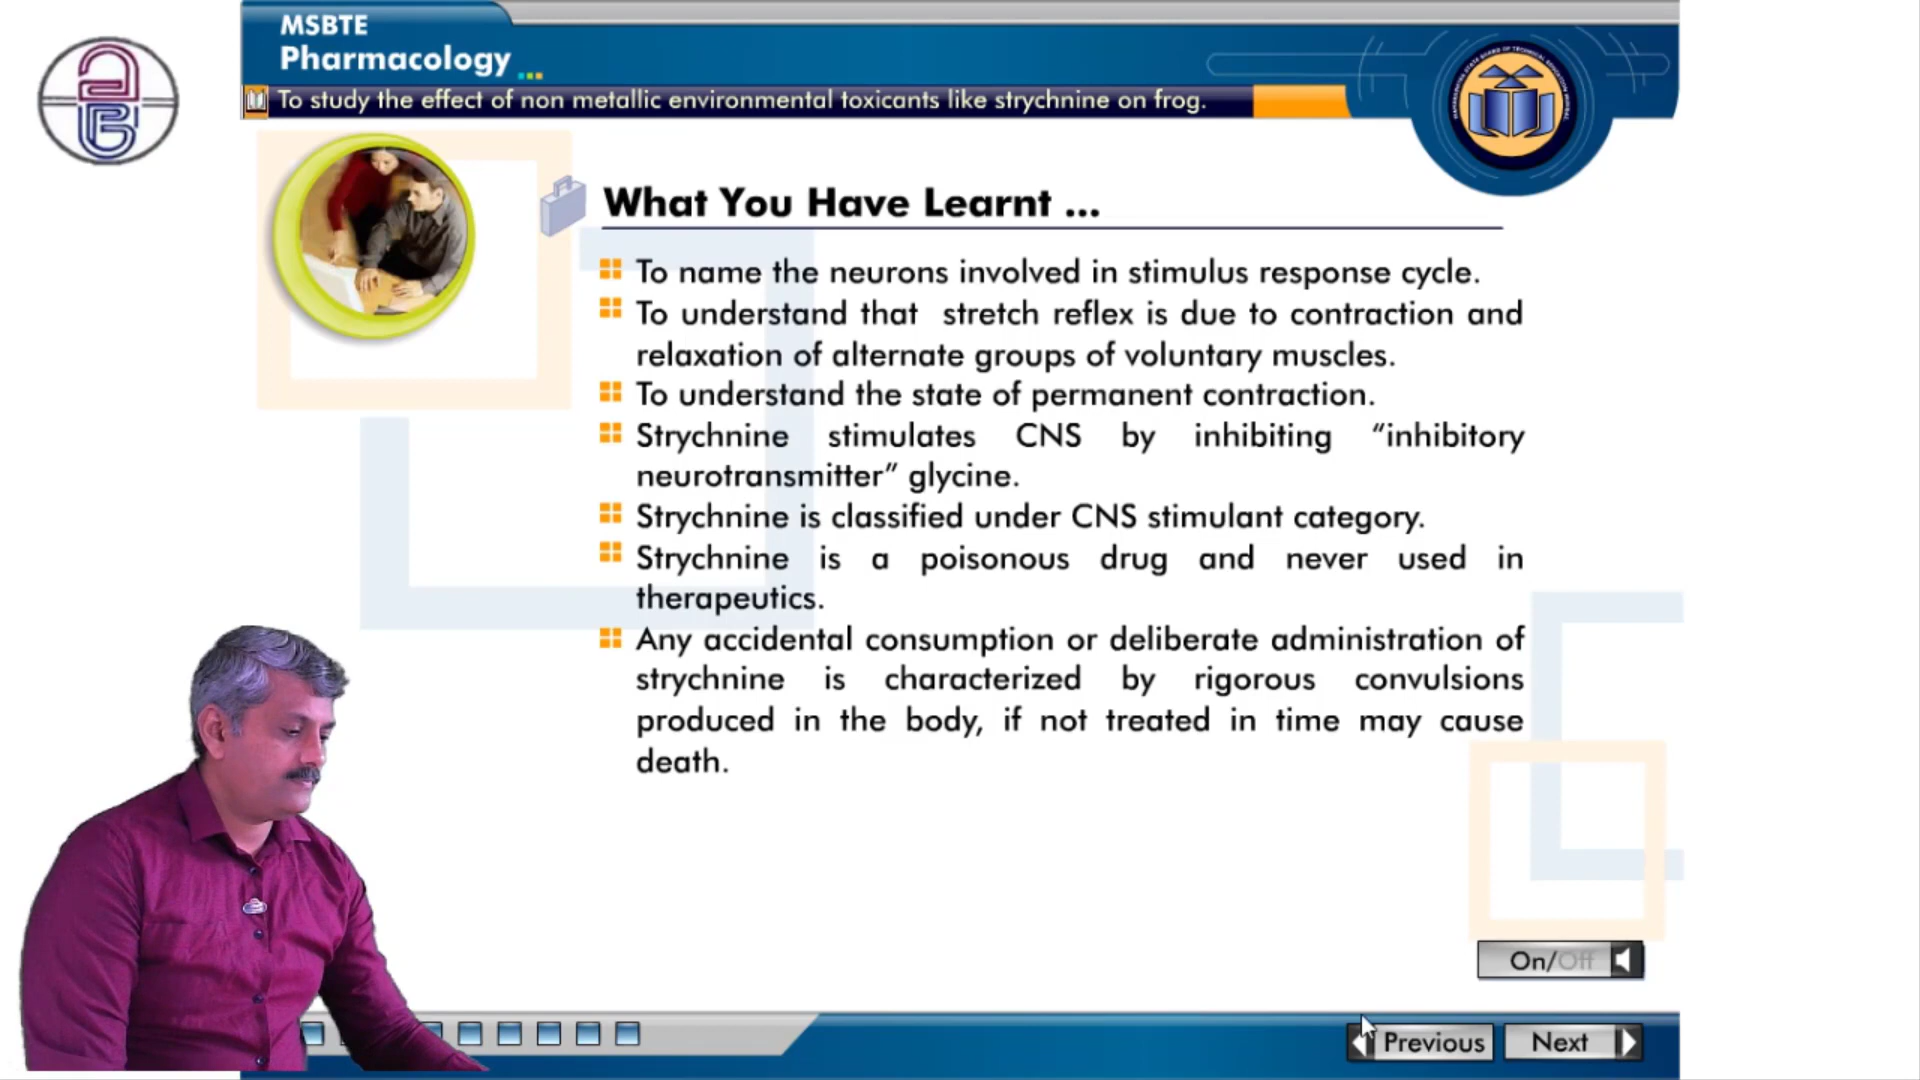 MSBTE
Pharmacology
To study the effect of non metallic environmental toxicants like strychnine on frog.
What You Have Learnt ...
To name the neurons involved in stimulus response cycle.
To understand that stretch reflex is due to contraction and
relaxation of alternate groups of voluntary muscles.
To understand the state of permanent contraction.
Strychnine stimulates CNS by inhibiting “inhibitory
neurotransmitter” glycine.
Strychnine is classified under CNS stimulant category.
Strychnine is a poisonous drug and never used in
therapeutics.
Any accidental consumption or deliberate administration of
strychnine is characterized by rigorous convulsions
produced in the body, if not treated in time may cause
death.
On/Off
Previous
Next